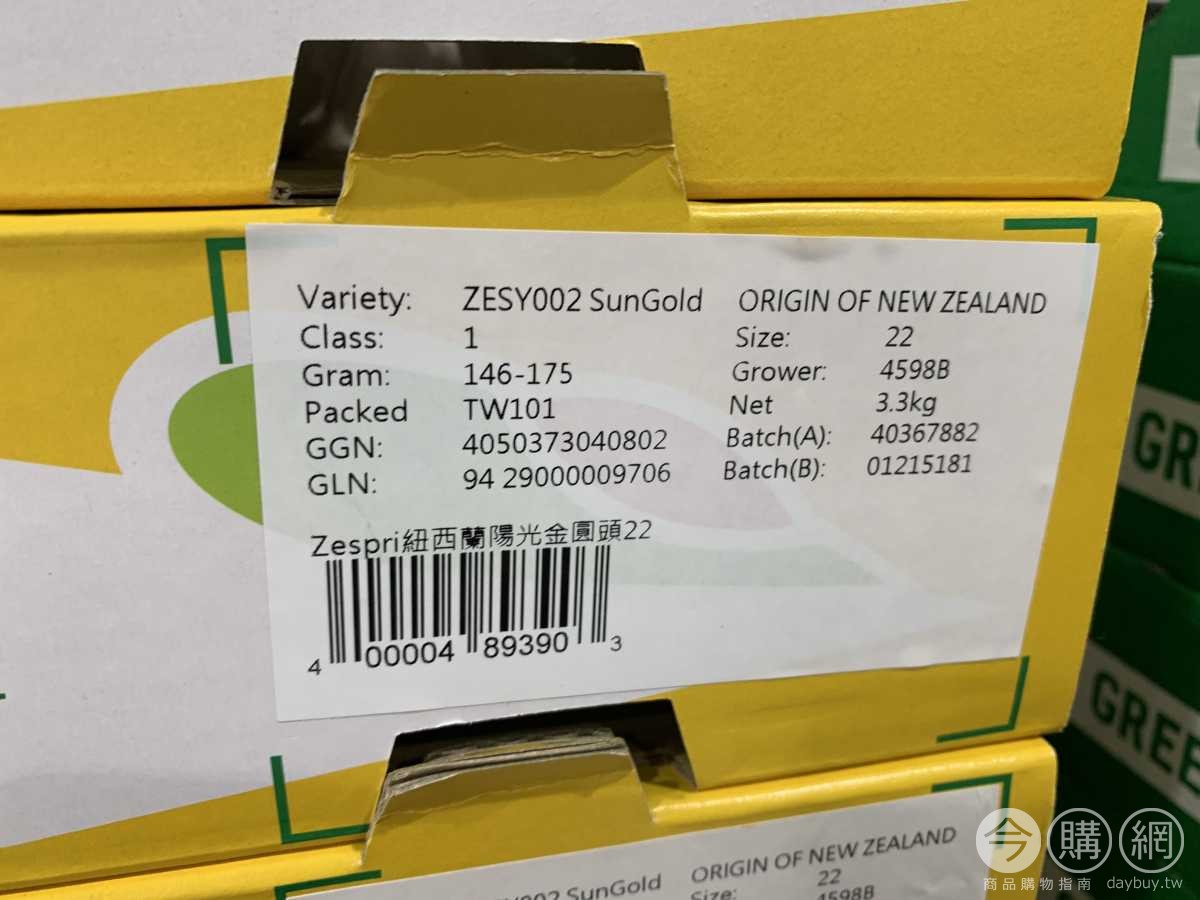 Variety: ZESY002 SunGold ORIGIN OF NEW ZEALAND
Class: 1 Size: 22
Gram: 146-175 Grower: 4598B
Packed TW101 Net 3.3kg
GGN: 4050373040802 Batch(A): 40367882
GLN: 94 29000009706 Batch(B): 01215181
Zespri紐西蘭陽光金圓頭22
4 00004 89390 3
GREE
ORIGIN OF NEW ZEALAND
SunGold 22
Size: 4598B
今購網
商品購物指南 daybuy.tw